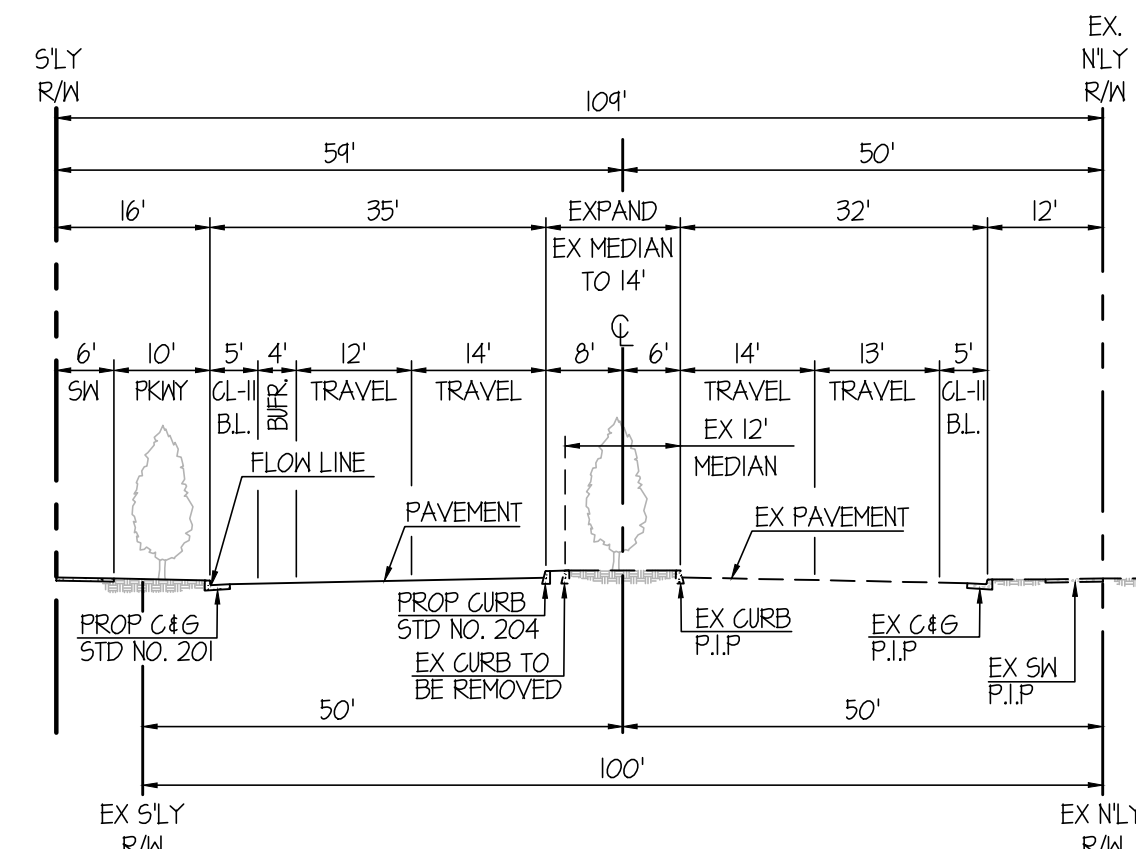 S'LY
R/W
EX.
N'LY
R/W
109'
59'
50'
16'
35'
EXPAND
EX MEDIAN
TO 14'
32'
12'
℄
6'
SW
10'
PKWY
5'
CL-II
B.L.
4'
BUFR.
12'
TRAVEL
14'
TRAVEL
8'
6'
14'
TRAVEL
13'
TRAVEL
5'
CL-II
B.L.
EX 12'
MEDIAN
FLOW LINE
PAVEMENT
EX PAVEMENT
PROP C&G
STD NO. 201
PROP CURB
STD NO. 204
EX CURB TO
BE REMOVED
EX CURB
P.I.P
EX C&G
P.I.P
EX SW
P.I.P
50'
50'
100'
EX S'LY
R/W
EX N'LY
R/W